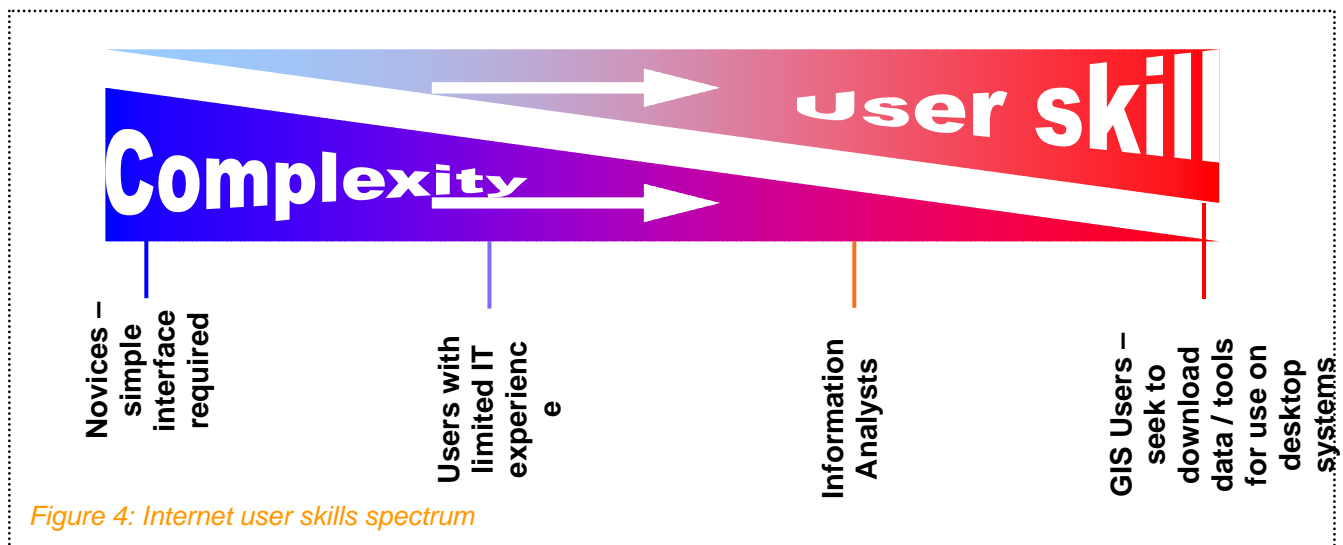 User skill
Complexity
Novices –
simple
interface
required
Users with
limited IT
experienc
e
Information
Analysts
GIS Users –
seek to
download
data / tools
for use on
desktop
systems
Figure 4: Internet user skills spectrum